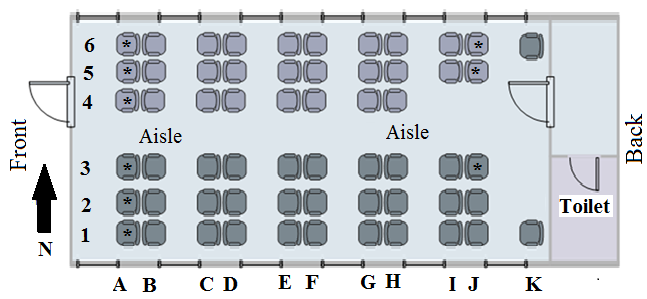 6 * *
5 * *
4 *
Aisle Aisle
Front
Back
3 * *
2 *
1 *
Toilet
N
A B C D E F G H I J K